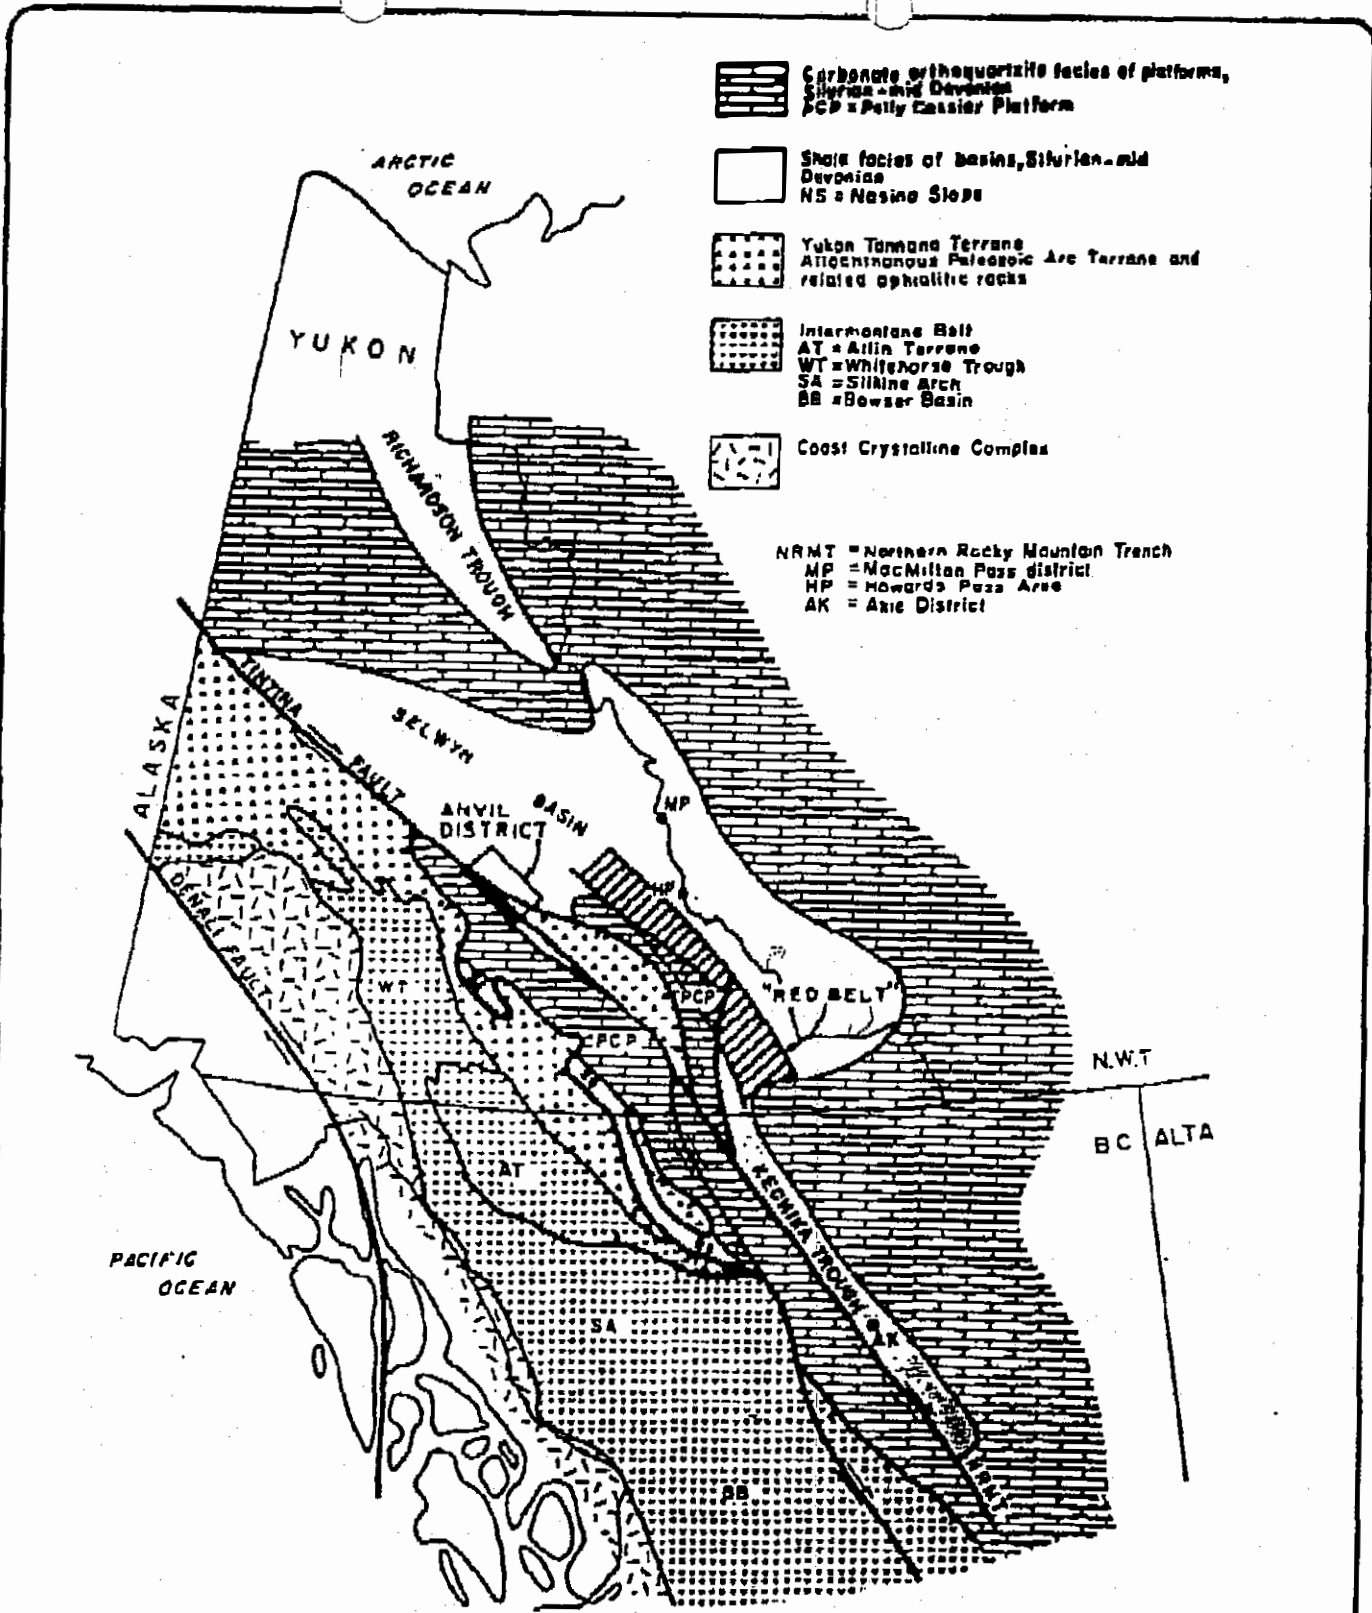 Carbonate orthoquartzite facies of platforms,
Silurian-mid Devonian
PCP = Pelly Cassier Platform
Shale facies of basins, Silurian-mid
Devonian
NS = Nasina Slope
Yukon Tannana Terrane
Allochthonous Paleozoic Arc Terrane and
related ophiolitic rocks
Intermontane Belt
AT = Atlin Terrane
WT = Whitehorse Trough
SA = Stikine Arch
BB = Bowser Basin
Coast Crystalline Complex
NRMT = Northern Rocky Mountain Trench
MP = MacMillan Pass district
HP = Howards Pass Area
AK = Akie District
ARCTIC
OCEAN
YUKON
RICHARDSON TROUGH
ALASKA
TINTINA FAULT
SELWYN BASIN
ANVIL
DISTRICT
MP
HP
DENALI FAULT
WT
PCP
"RED BELT"
PCP
N.W.T
BC ALTA
AT
KECHIKA TROUGH
PACIFIC
OCEAN
SA
AK
BB
NRMT